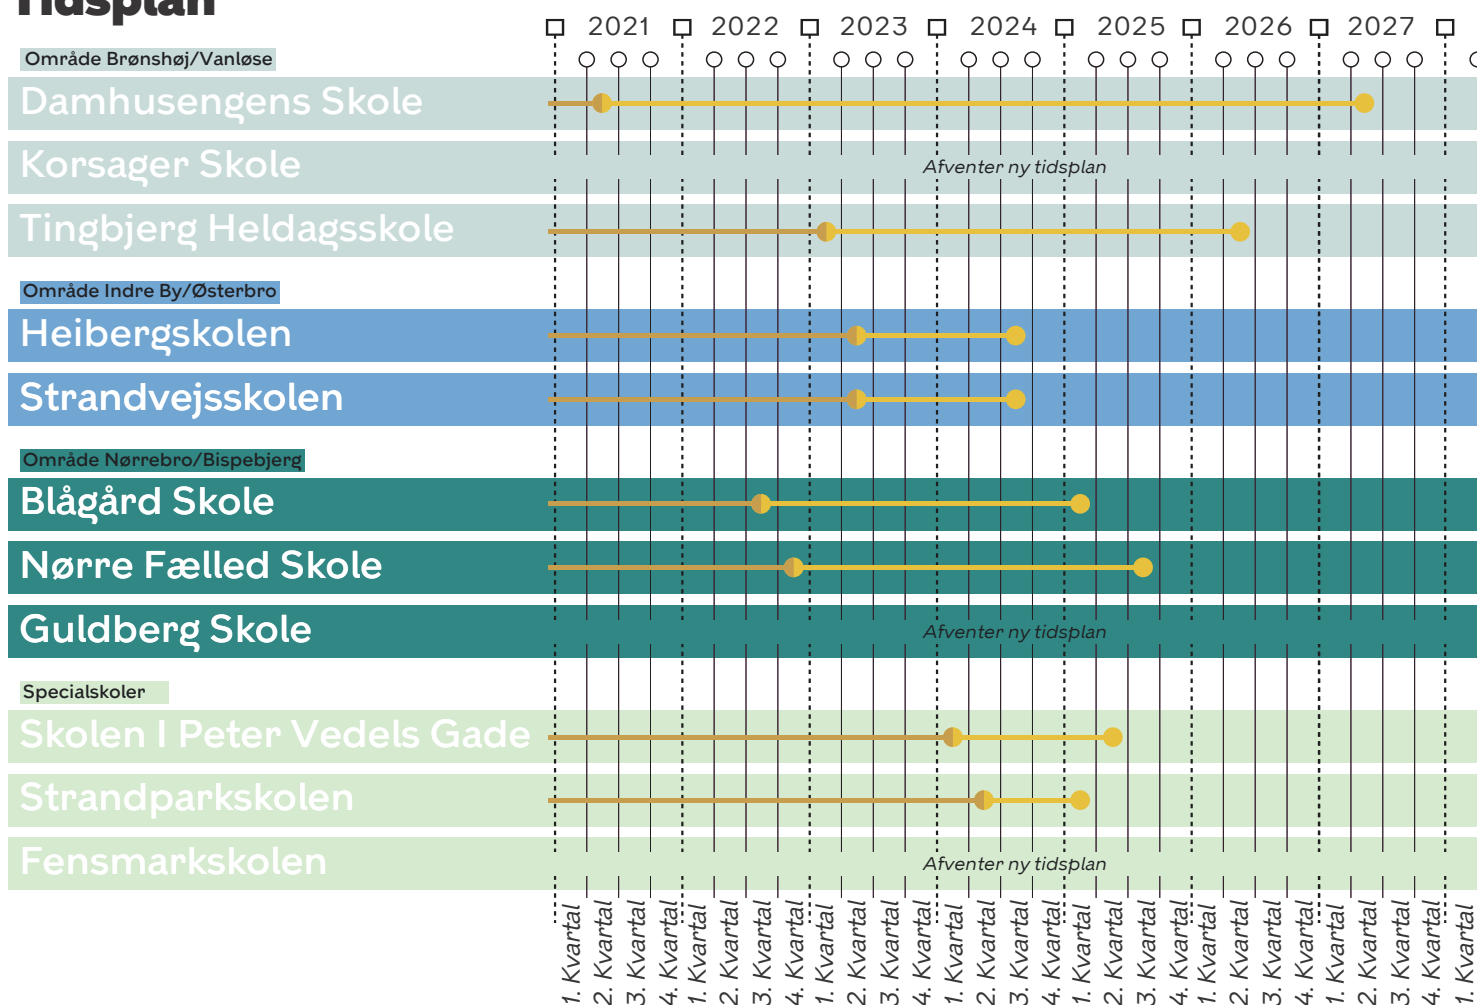 Tidsplan
2021 2022 2023 2024 2025 2026 2027
Område Brønshøj/Vanløse
Damhusengens Skole
Korsager Skole
Afventer ny tidsplan
Tingbjerg Heldagsskole
Område Indre By/Østerbro
Heibergskolen
Strandvejsskolen
Område Nørrebro/Bispebjerg
Blågård Skole
Nørre Fælled Skole
Guldberg Skole
Afventer ny tidsplan
Specialskoler
Skolen I Peter Vedels Gade
Strandparkskolen
Fensmarkskolen
Afventer ny tidsplan
1. Kvartal
2. Kvartal
3. Kvartal
4. Kvartal
1. Kvartal
2. Kvartal
3. Kvartal
4. Kvartal
1. Kvartal
2. Kvartal
3. Kvartal
4. Kvartal
1. Kvartal
2. Kvartal
3. Kvartal
4. Kvartal
1. Kvartal
2. Kvartal
3. Kvartal
4. Kvartal
1. Kvartal
2. Kvartal
3. Kvartal
4. Kvartal
1. Kvartal
2. Kvartal
3. Kvartal
4. Kvartal
1. Kvartal